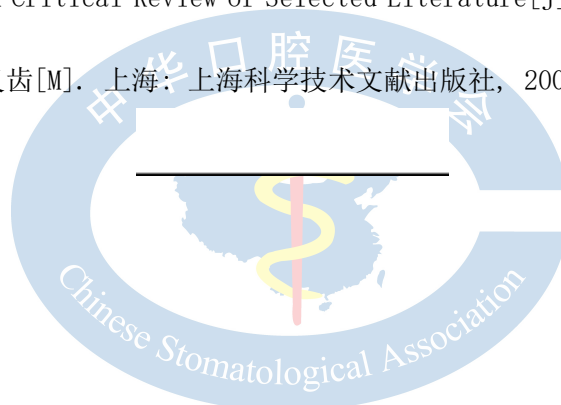 Critical Review of Selected Literature[J]
齿[M]. 上海: 上海科学技术文献出版社, 200
中华口腔医学会
Chinese Stomatological Association